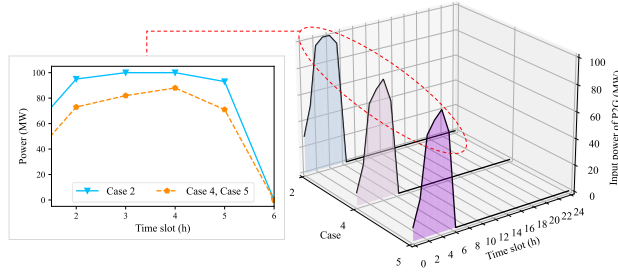 100
80
60
40
20
0
Power (MW)
Case 2
Case 4, Case 5
2
3
4
5
6
Time slot (h)
100
80
60
40
20
0
Input power of P2G (MW)
2
4
5
Case
0 2 4 6 8 10 12 14 16 18 20 22 24
Time slot (h)